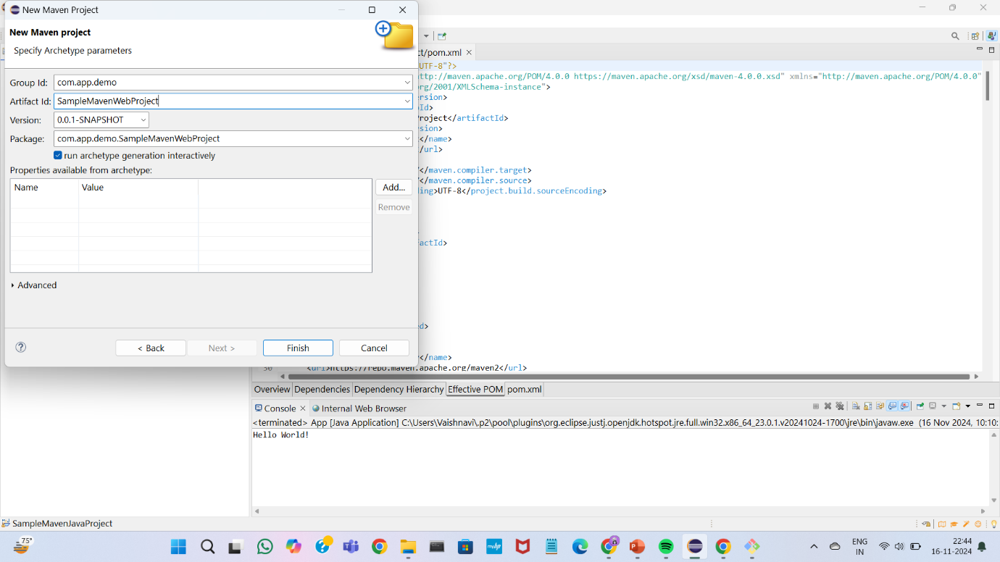 New Maven Project
New Maven project
Specify Archetype parameters
Group Id: com.app.demo
Artifact Id: SampleMavenWebProject
Version: 0.0.1-SNAPSHOT
Package: com.app.demo.SampleMavenWebProject
run archetype generation interactively
Properties available from archetype:
Name Value
Add...
Remove
Advanced
< Back Next > Finish Cancel
ct/pom.xml
UTF-8"?>
ttp://maven.apache.org/POM/4.0.0 https://maven.apache.org/xsd/maven-4.0.0.xsd" xmlns="http://maven.apache.org/POM/4.0.0"
org/2001/XMLSchema-instance">
rsion>
Id>
roject</artifactId>
sion>
</name>
/url>
</maven.compiler.target>
</maven.compiler.source>
ing>UTF-8</project.build.sourceEncoding>
factId>
ed>
</name>
50 <url>https://repo.maven.apache.org/maven2</url>
Overview Dependencies Dependency Hierarchy Effective POM pom.xml
Console Internal Web Browser
<terminated> App [Java Application] C:\Users\Vaishnavi\.p2\pool\plugins\org.eclipse.justj.openjdk.hotspot.jre.full.win32.x86_64_23.0.1.v20241024-1700\jre\bin\javaw.exe (16 Nov 2024, 10:10:
Hello World!
SampleMavenJavaProject
75°
myhp
ENG
IN
22:44
16-11-2024